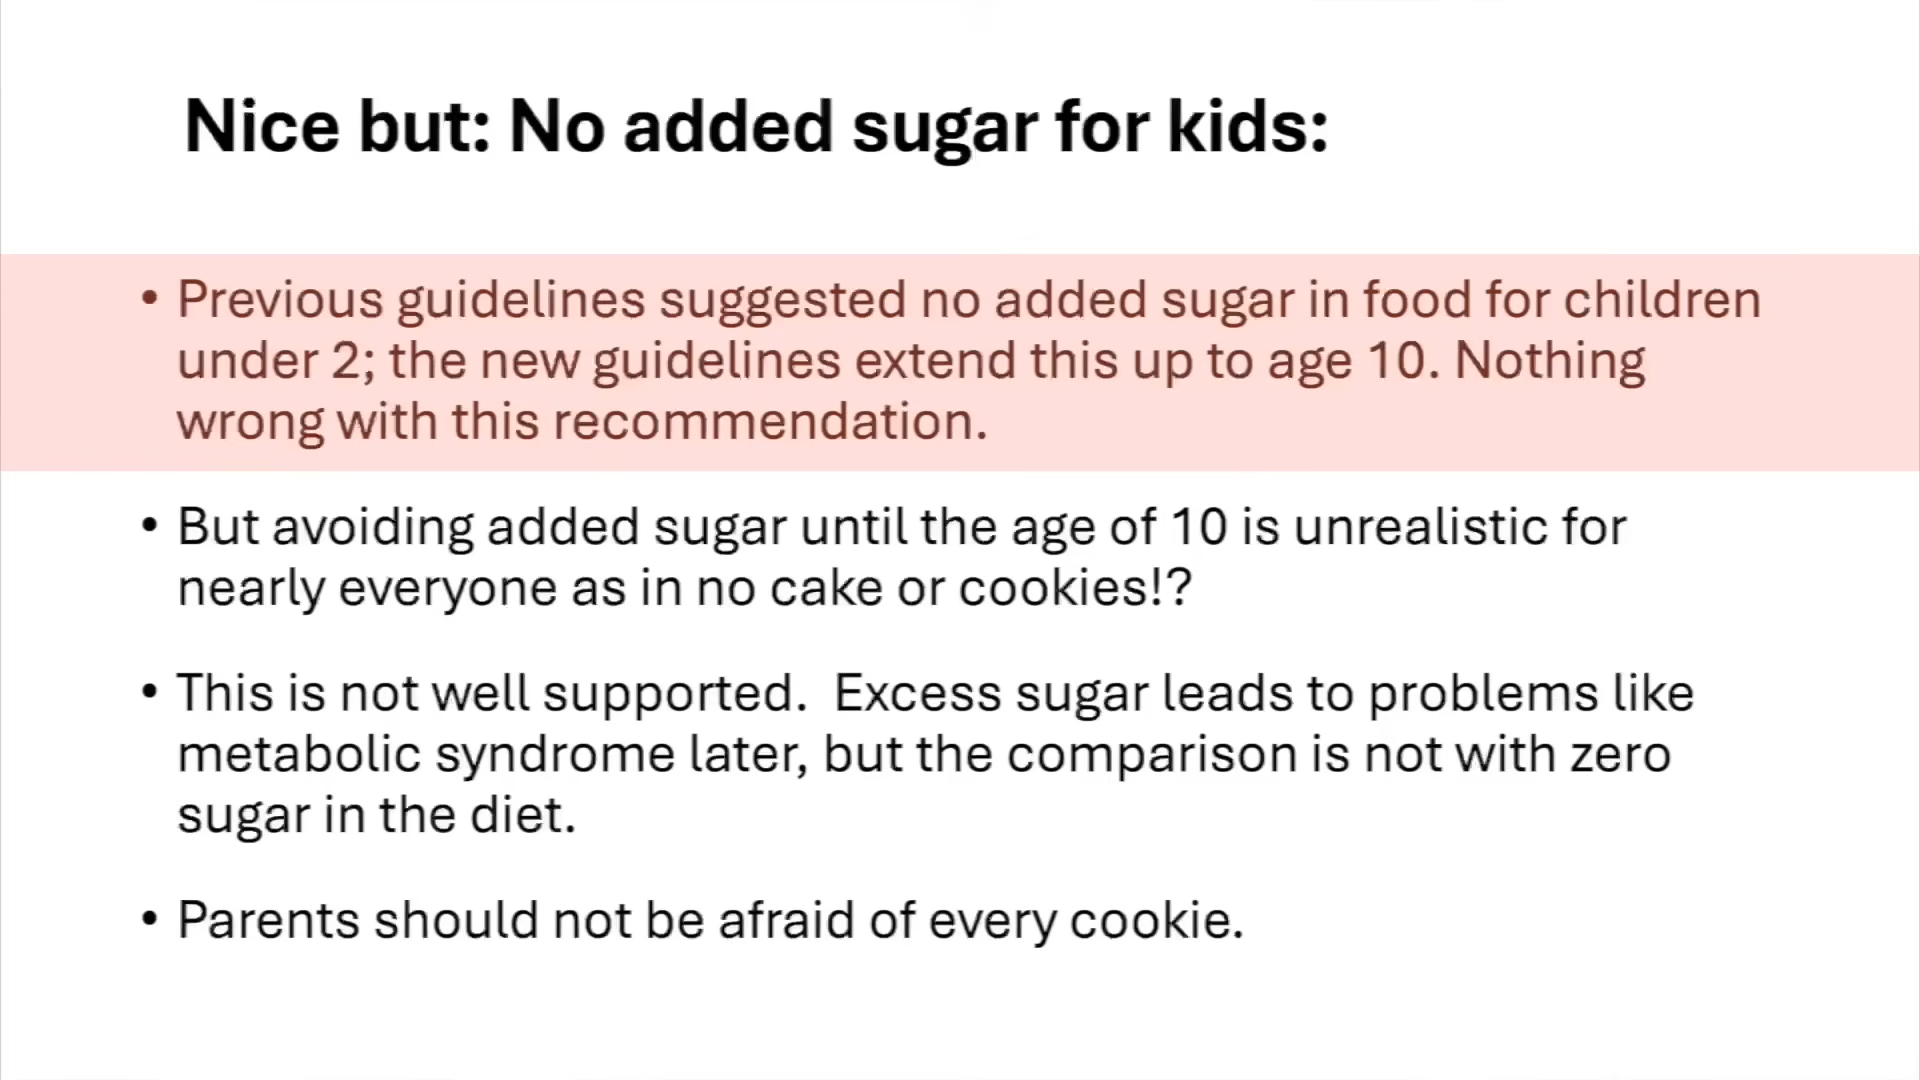 Nice but: No added sugar for kids:
• Previous guidelines suggested no added sugar in food for children
under 2; the new guidelines extend this up to age 10. Nothing
wrong with this recommendation.
• But avoiding added sugar until the age of 10 is unrealistic for
nearly everyone as in no cake or cookies!?
• This is not well supported.  Excess sugar leads to problems like
metabolic syndrome later, but the comparison is not with zero
sugar in the diet.
• Parents should not be afraid of every cookie.